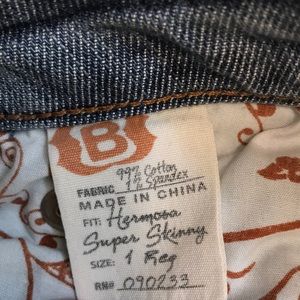 B
99% Cotton
FABRIC 1% Spandex
MADE IN CHINA
FIT: Hermosa
Super Skinny
SIZE: 1 Reg
RN# 090233